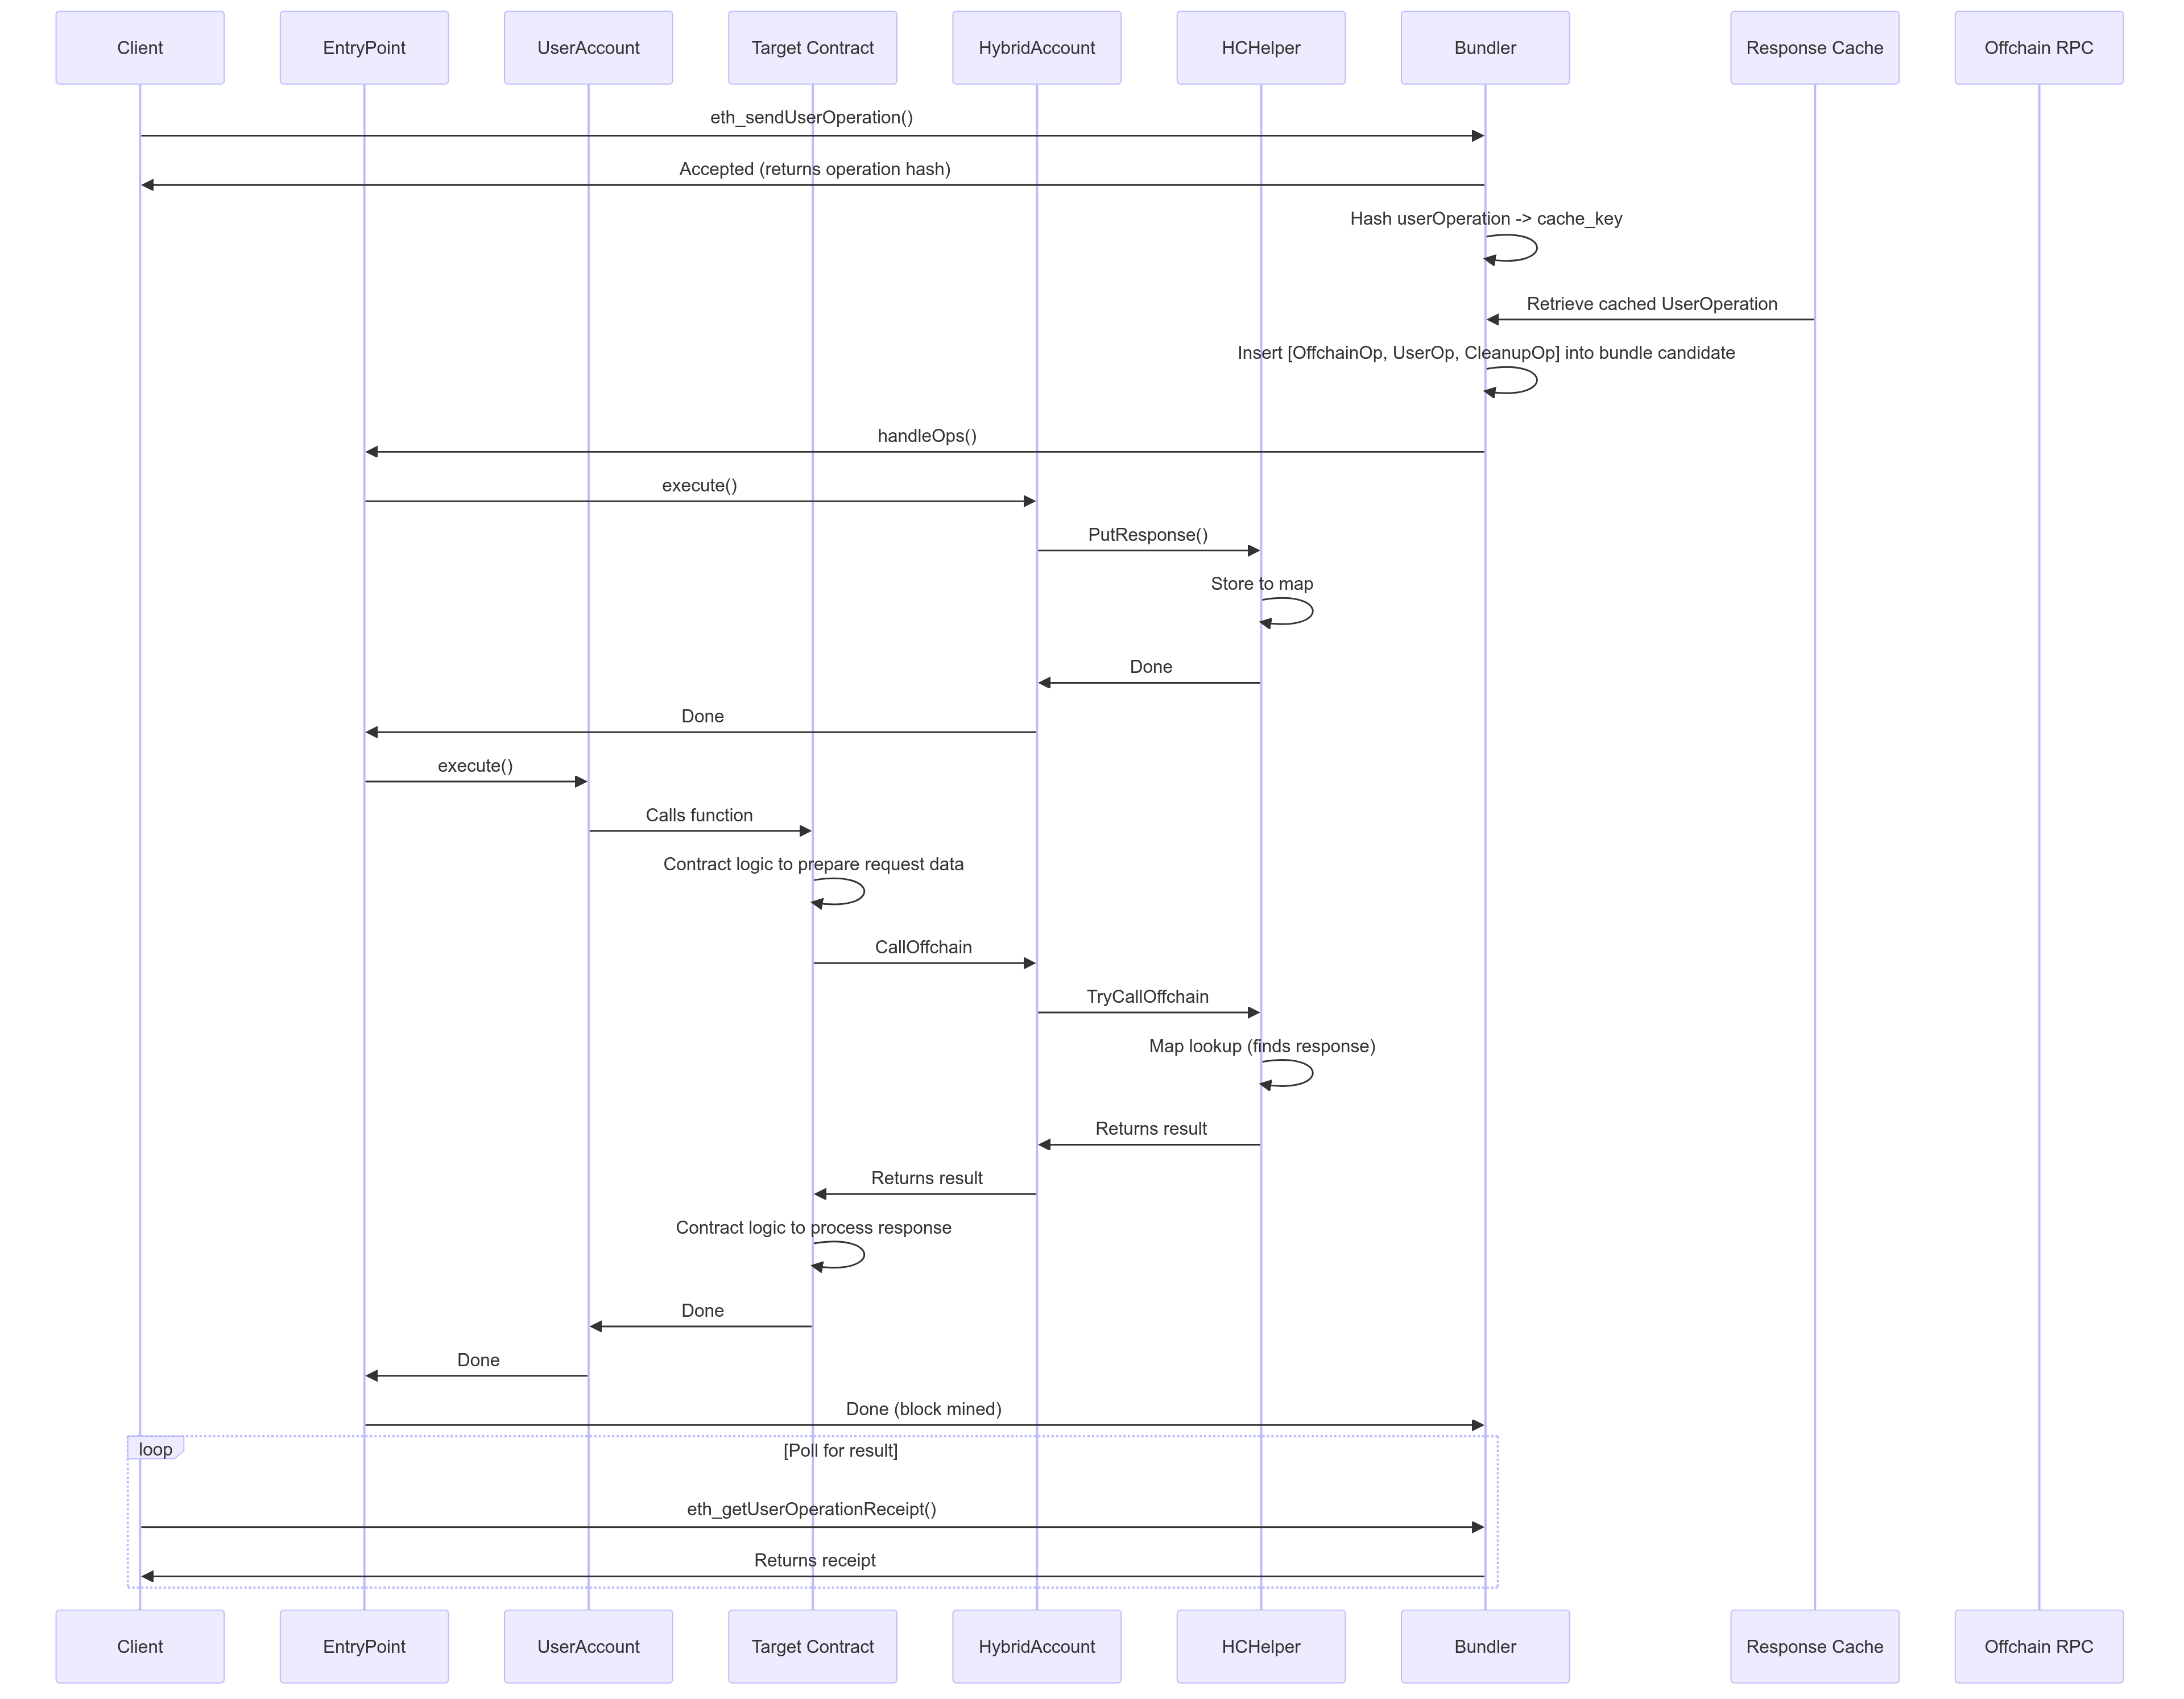 Client
EntryPoint
UserAccount
Target Contract
HybridAccount
HCHelper
Bundler
Response Cache
Offchain RPC
eth_sendUserOperation()
Accepted (returns operation hash)
Hash userOperation -> cache_key
Retrieve cached UserOperation
Insert [OffchainOp, UserOp, CleanupOp] into bundle candidate
handleOps()
execute()
PutResponse()
Store to map
Done
Done
execute()
Calls function
Contract logic to prepare request data
CallOffchain
TryCallOffchain
Map lookup (finds response)
Returns result
Returns result
Contract logic to process response
Done
Done
Done (block mined)
loop
[Poll for result]
eth_getUserOperationReceipt()
Returns receipt
Client
EntryPoint
UserAccount
Target Contract
HybridAccount
HCHelper
Bundler
Response Cache
Offchain RPC